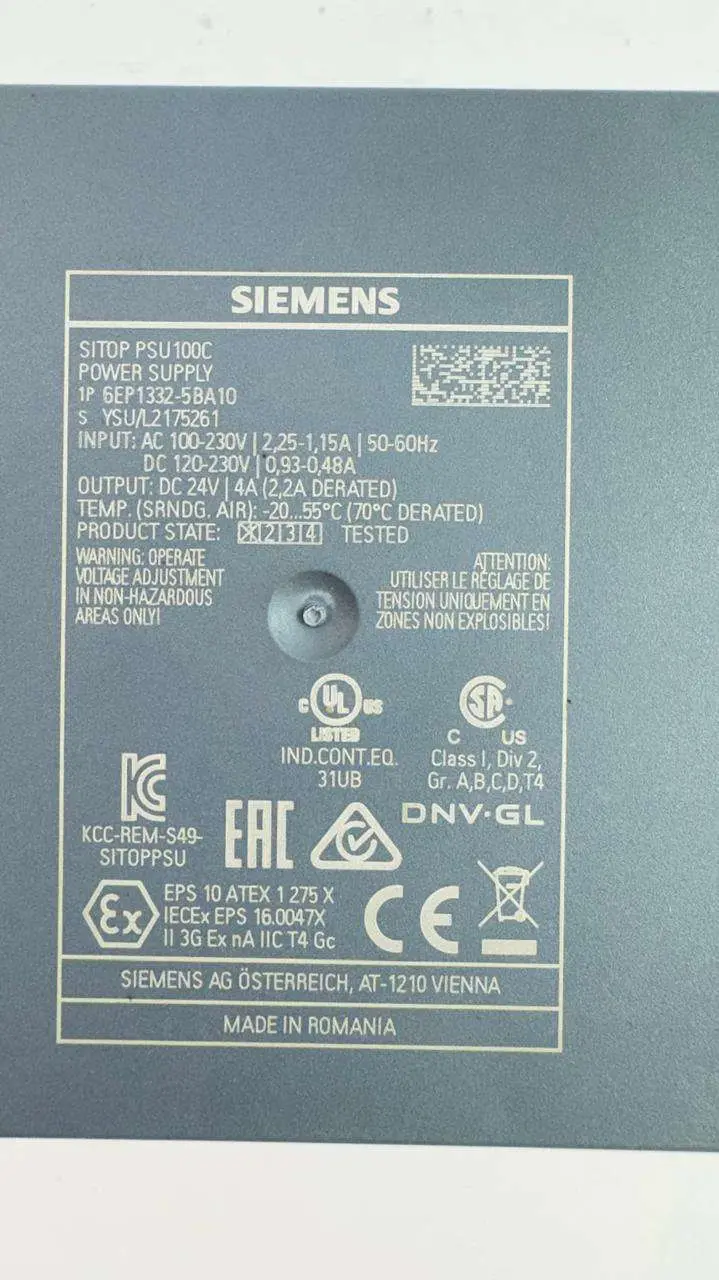 SIEMENS
SITOP PSU100C
POWER SUPPLY
1P 6EP1332-5BA10
S YSU/L2175261
INPUT: AC 100-230V | 2,25-1,15A | 50-60Hz
DC 120-230V | 0,93-0,48A
OUTPUT: DC 24V | 4A (2,2A DERATED)
TEMP. (SRNDG. AIR): -20...55°C (70°C DERATED)
PRODUCT STATE: X 2 3 4 TESTED
WARNING: OPERATE
VOLTAGE ADJUSTMENT
IN NON-HAZARDOUS
AREAS ONLY!
ATTENTION:
UTILISER LE RÉGLAGE DE
TENSION UNIQUEMENT EN
ZONES NON EXPLOSIBLES!
C UL US
LISTED
IND.CONT.EQ.
31UB
SA
C US
Class I, Div 2,
Gr. A,B,C,D,T4
KC
KCC-REM-S49-
SITOPPSU
EAC
DNV·GL
Ex
EPS 10 ATEX 1 275 X
IECEx EPS 16.0047X
II 3G Ex nA IIC T4 Gc
CE
SIEMENS AG ÖSTERREICH, AT-1210 VIENNA
MADE IN ROMANIA